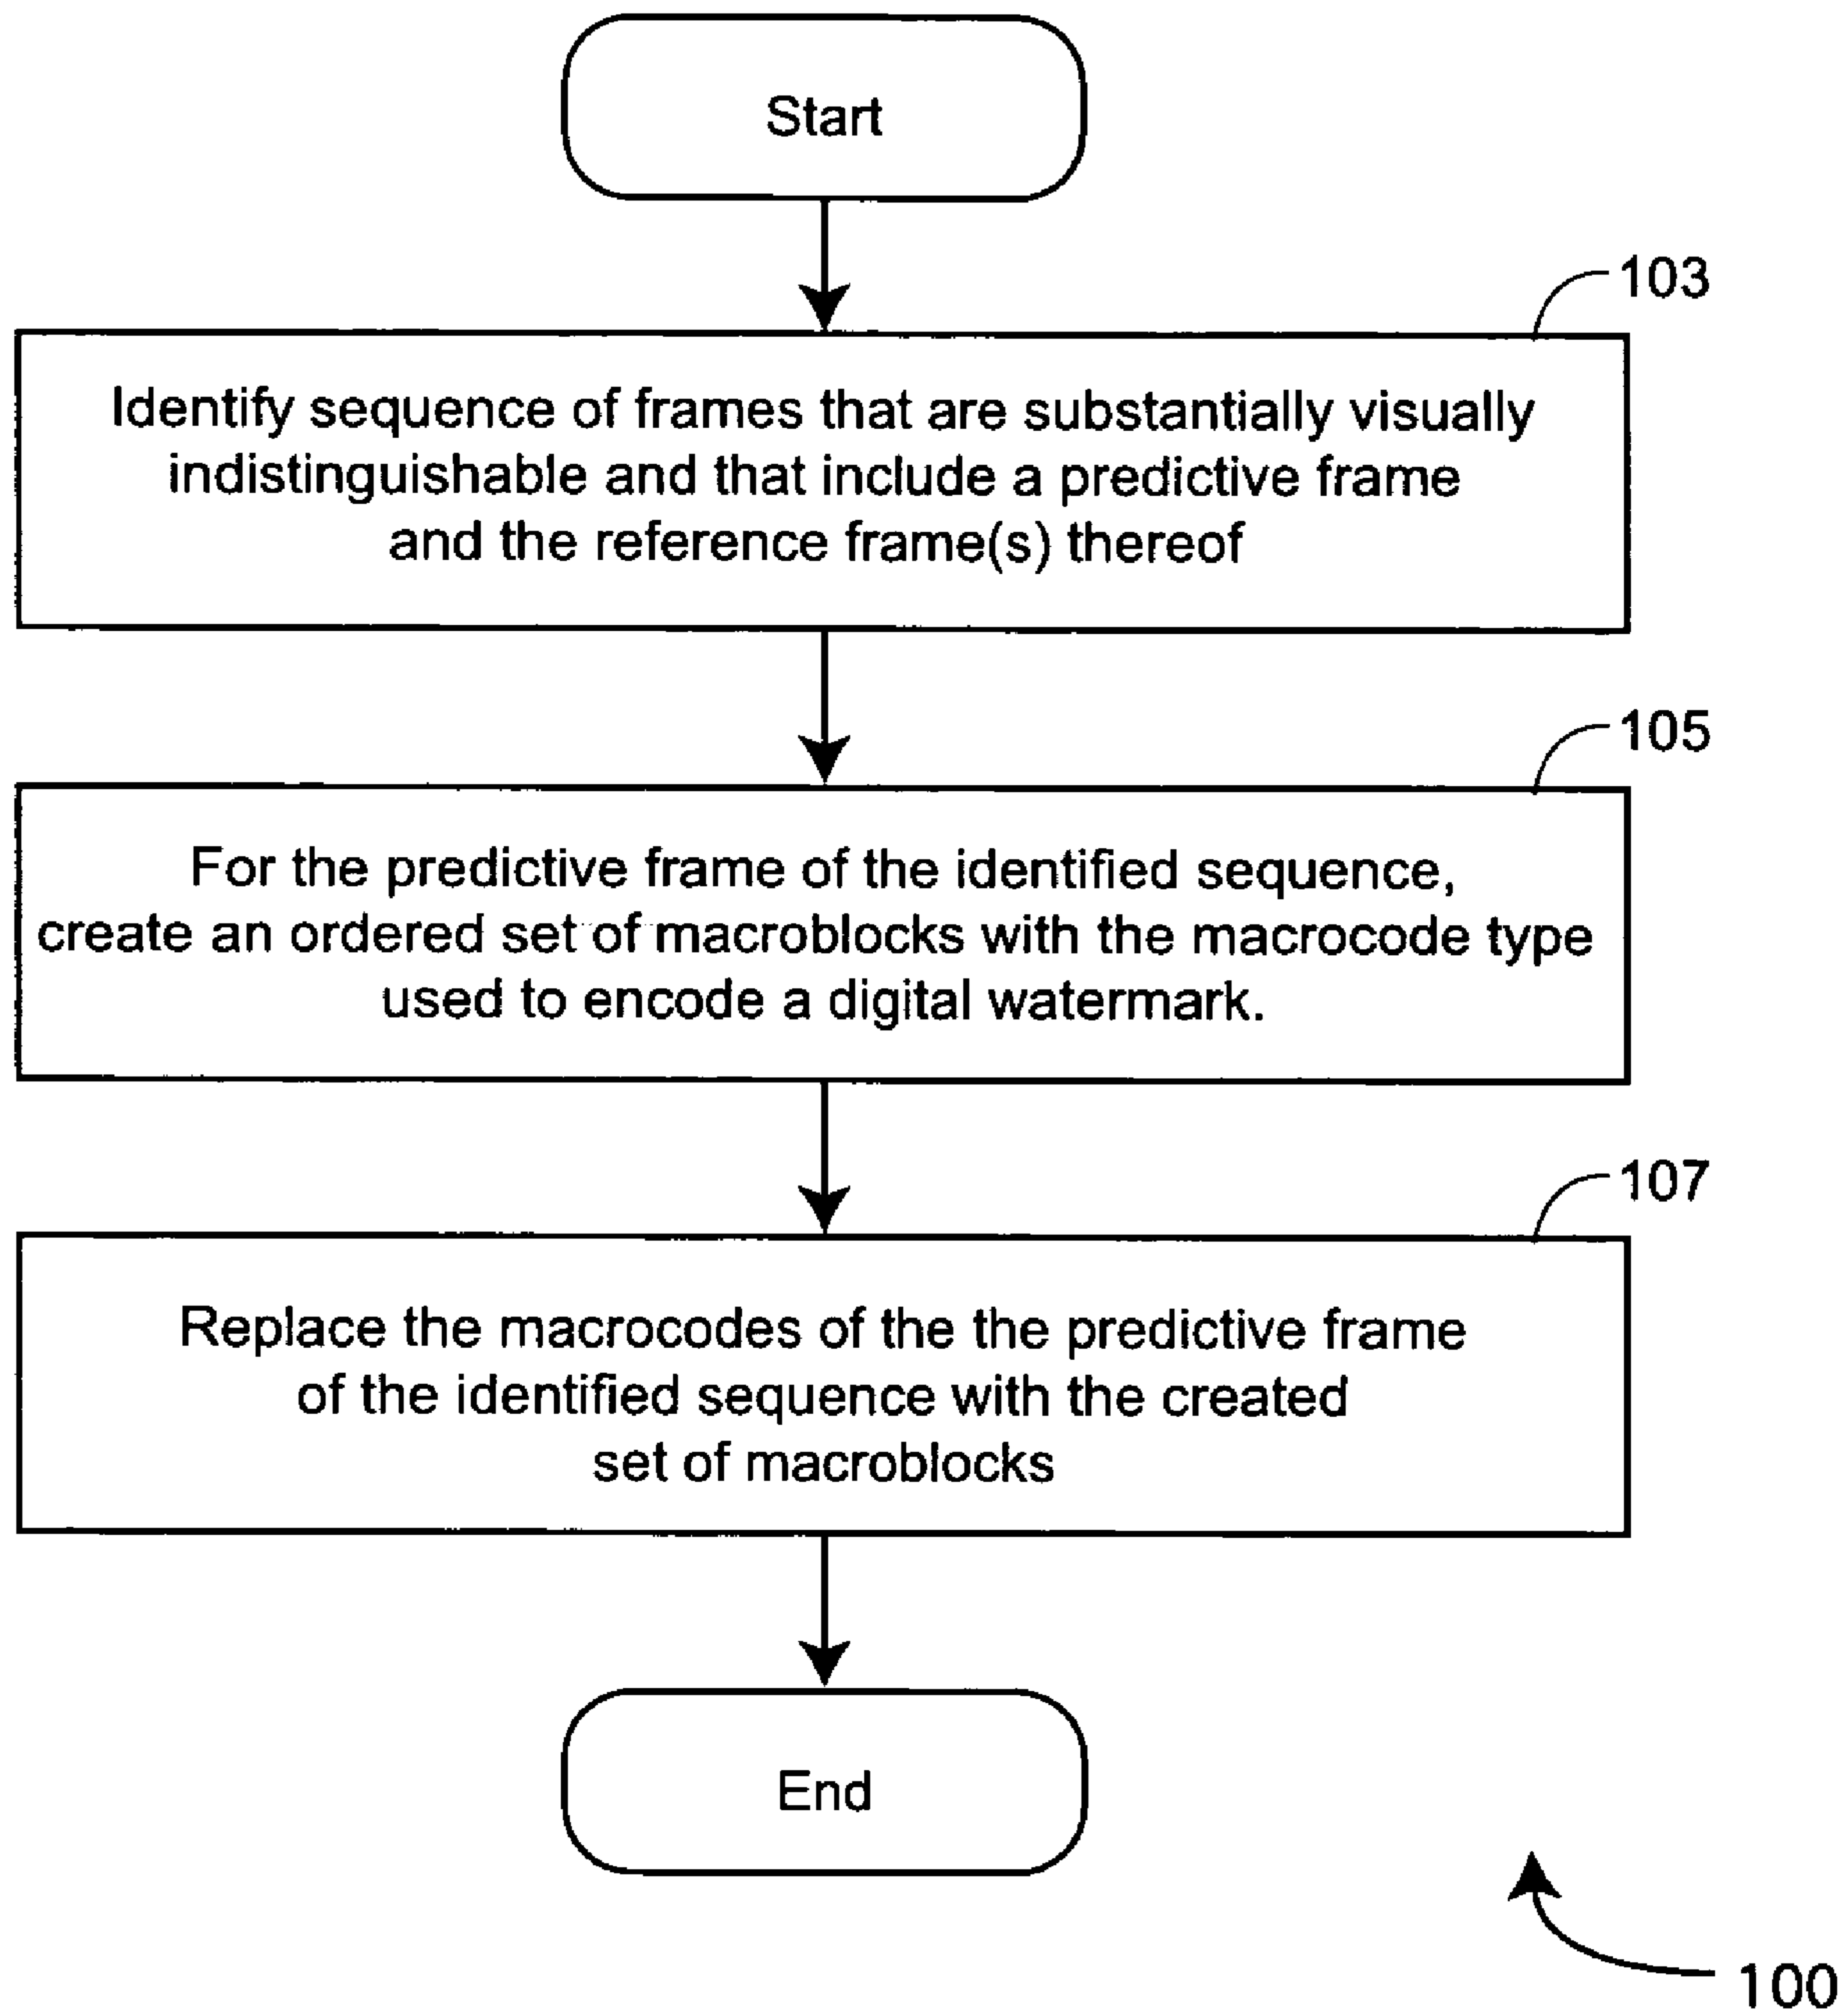 Start
103
Identify sequence of frames that are substantially visually
indistinguishable and that include a predictive frame
and the reference frame(s) thereof
105
For the predictive frame of the identified sequence,
create an ordered set of macroblocks with the macrocode type
used to encode a digital watermark.
107
Replace the macrocodes of the the predictive frame
of the identified sequence with the created
set of macroblocks
End
100